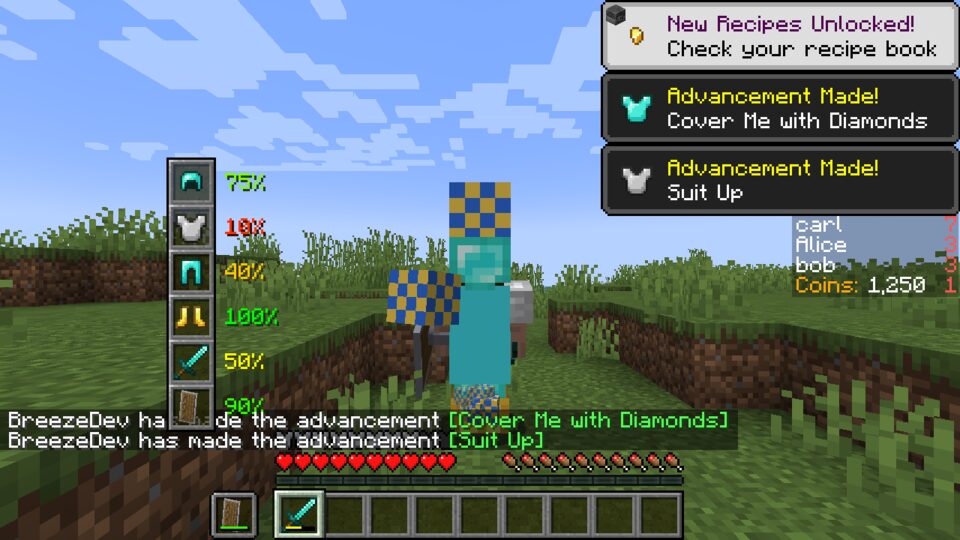 New Recipes Unlocked!
Check your recipe book
Advancement Made!
Cover Me with Diamonds
Advancement Made!
Suit Up
75%
10%
40%
100%
50%
90%
carl 7
Alice 3
bob 3
Coins: 1,250 1
BreezeDev ha de the advancement [Cover Me with Diamonds]
BreezeDev has made the advancement [Suit Up]